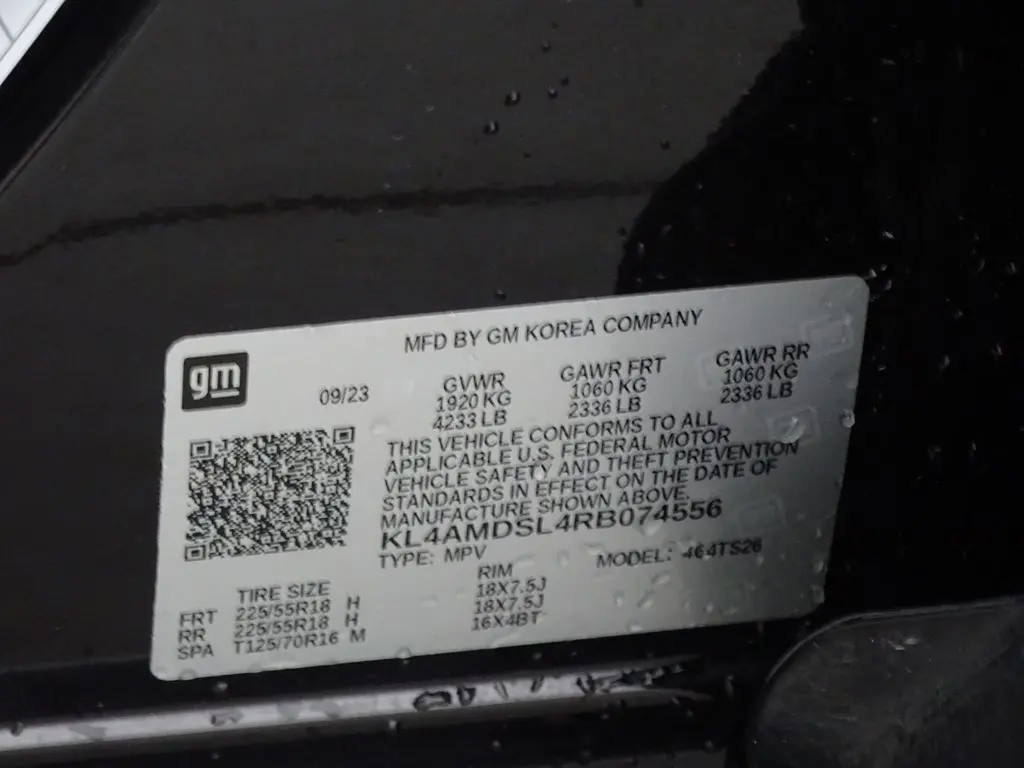 MFD BY GM KOREA COMPANY
gm
09/23
GVWR GAWR FRT GAWR RR
1920 KG 1060 KG 1060 KG
4233 LB 2336 LB 2336 LB
THIS VEHICLE CONFORMS TO ALL
APPLICABLE U.S. FEDERAL MOTOR
VEHICLE SAFETY AND THEFT PREVENTION
STANDARDS IN EFFECT ON THE DATE OF
MANUFACTURE SHOWN ABOVE.
KL4AMDSL4RB074556
TYPE: MPV MODEL: 464TS26
TIRE SIZE RIM
FRT 225/55R18 H 18X7.5J
RR 225/55R18 H 18X7.5J
SPA T125/70R16 M 16X4BT